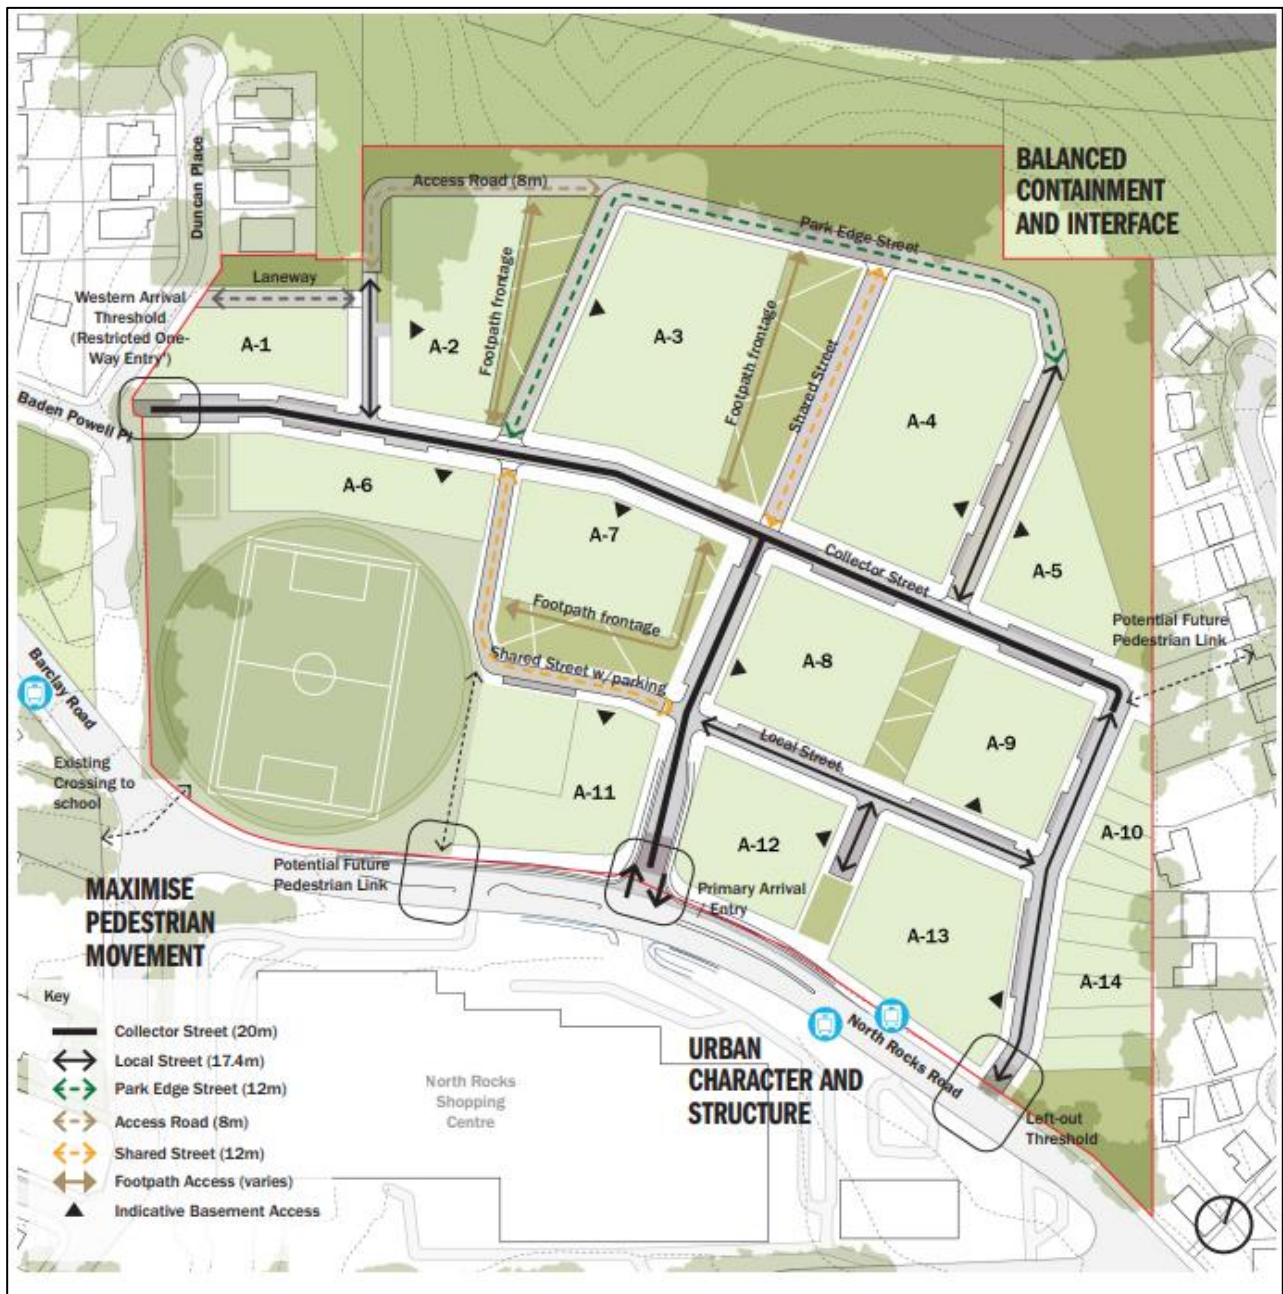 BALANCED
CONTAINMENT
AND INTERFACE
Duncan Place
Access Road (8m)
Park Edge Street
Laneway
Western Arrival
Threshold
(Restricted One-
Way Entry')
Footpath frontage
Footpath frontage
Shared Street
A-1
A-2
A-3
A-4
Baden Powell Pl
A-6
A-7
Collector Street
A-5
Footpath frontage
Potential Future
Pedestrian Link
Shared Street w/parking
A-8
Barclay Road
Local Street
A-9
Existing
Crossing to
school
A-11
A-12
A-10
Potential Future
Pedestrian Link
Primary Arrival
/ Entry
MAXIMISE
PEDESTRIAN
MOVEMENT
A-13
A-14
Key
Collector Street (20m)
Local Street (17.4m)
Park Edge Street (12m)
Access Road (8m)
Shared Street (12m)
Footpath Access (varies)
Indicative Basement Access
North Rocks
Shopping
Centre
URBAN
CHARACTER AND
STRUCTURE
North Rocks Road
Left-out
Threshold